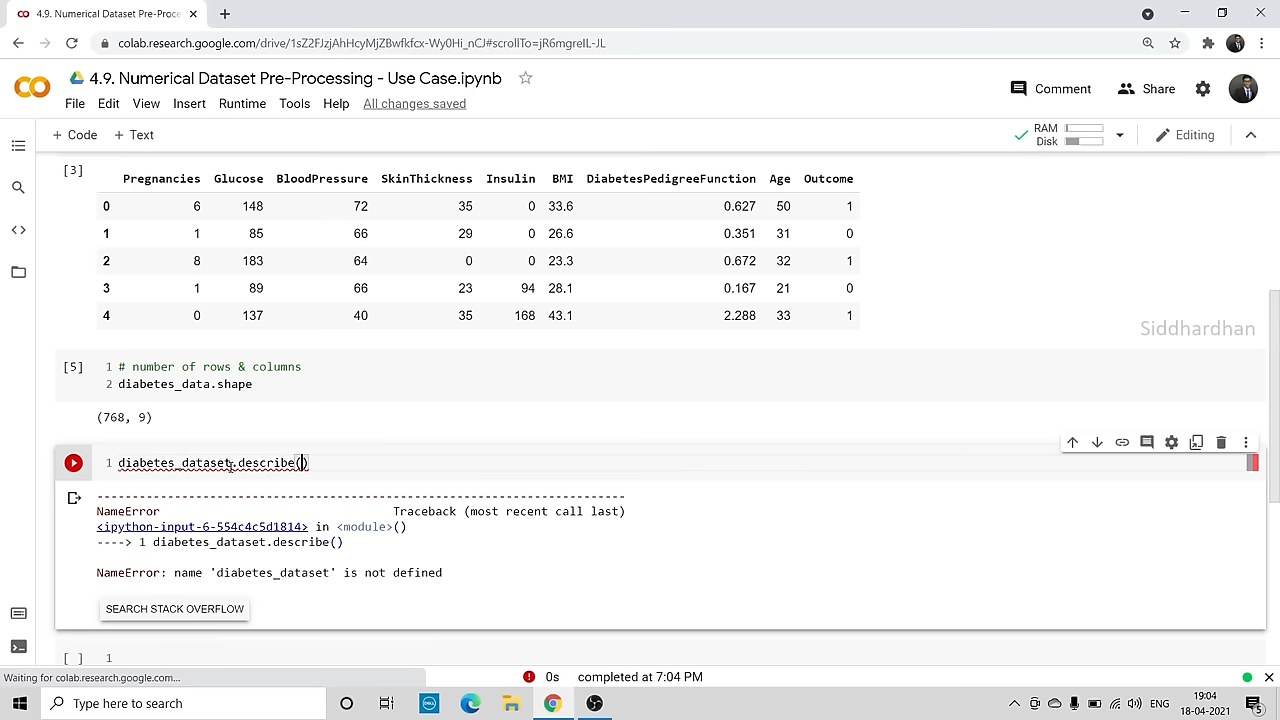 4.9. Numerical Dataset Pre-Proce
colab.research.google.com/drive/1sZ2FJzjAhHcyMjZBwfkfcx-Wy0Hi_nCJ#scrollTo=jR6mgreIL-JL
4.9. Numerical Dataset Pre-Processing - Use Case.ipynb
Comment
Share
File Edit View Insert Runtime Tools Help All changes saved
+ Code + Text
RAM
Disk
Editing
[3]
Pregnancies Glucose BloodPressure SkinThickness Insulin BMI DiabetesPedigreeFunction Age Outcome
0 6 148 72 35 0 33.6 0.627 50 1
1 1 85 66 29 0 26.6 0.351 31 0
2 8 183 64 0 0 23.3 0.672 32 1
3 1 89 66 23 94 28.1 0.167 21 0
4 0 137 40 35 168 43.1 2.288 33 1
Siddhardhan
[5] 1 # number of rows & columns
2 diabetes_data.shape
(768, 9)
1 diabetes_dataset.describe()
---------------------------------------------------------------------------
NameError Traceback (most recent call last)
<ipython-input-6-554c4c5d1814> in <module>()
----> 1 diabetes_dataset.describe()
NameError: name 'diabetes_dataset' is not defined
SEARCH STACK OVERFLOW
[ ] 1
Waiting for colab.research.google.com...
0s completed at 7:04 PM
Type here to search
DELL
ENG
19:04
18-04-2021
5